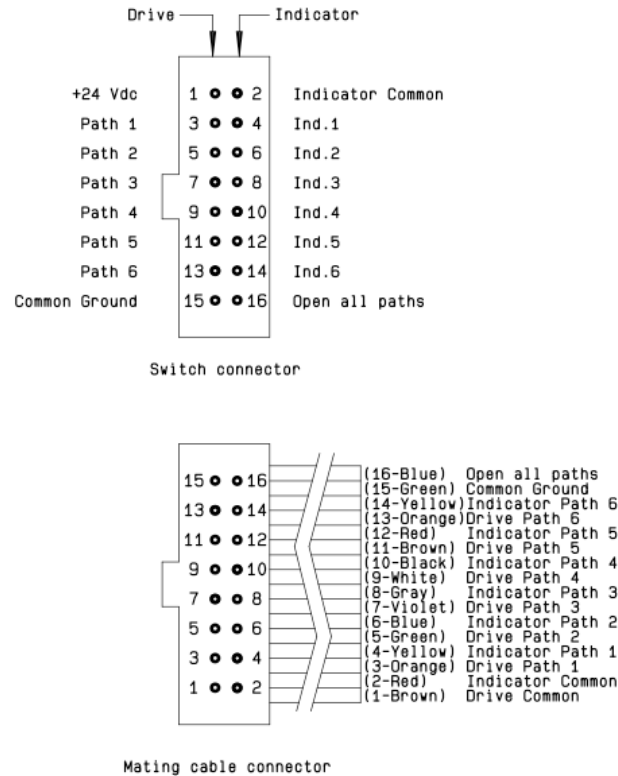 Drive Indicator
+24 Vdc 1 2 Indicator Common
Path 1 3 4 Ind.1
Path 2 5 6 Ind.2
Path 3 7 8 Ind.3
Path 4 9 10 Ind.4
Path 5 11 12 Ind.5
Path 6 13 14 Ind.6
Common Ground 15 16 Open all paths
Switch connector
15 16 (16-Blue) Open all paths
(15-Green) Common Ground
13 14 (14-Yellow) Indicator Path 6
(13-Orange) Drive Path 6
11 12 (12-Red) Indicator Path 5
(11-Brown) Drive Path 5
9 10 (10-Black) Indicator Path 4
(9-White) Drive Path 4
7 8 (8-Gray) Indicator Path 3
(7-Violet) Drive Path 3
5 6 (6-Blue) Indicator Path 2
(5-Green) Drive Path 2
3 4 (4-Yellow) Indicator Path 1
(3-Orange) Drive Path 1
1 2 (2-Red) Indicator Common
(1-Brown) Drive Common
Mating cable connector